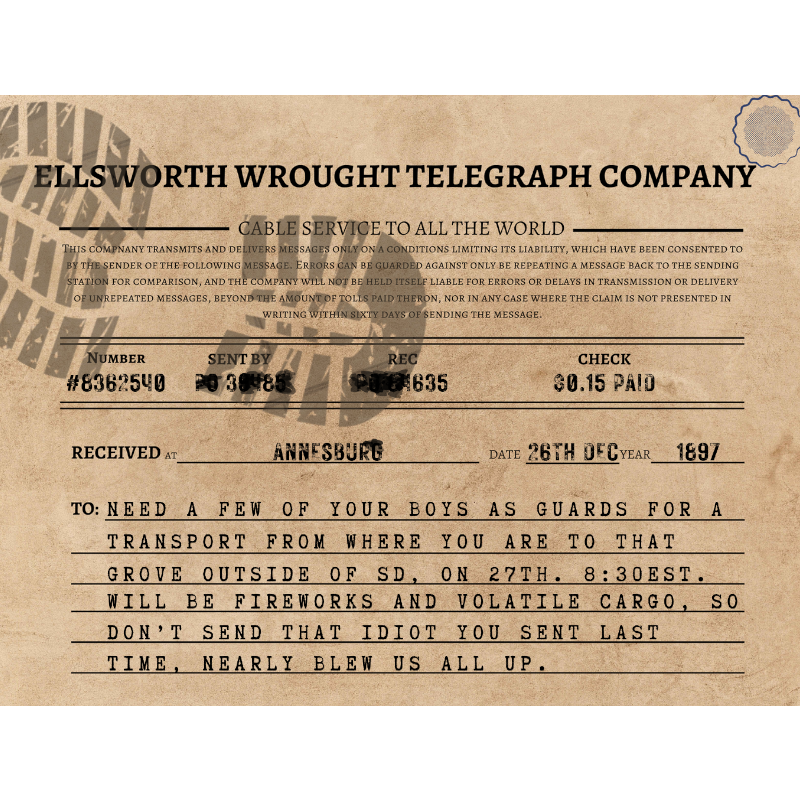 ELLSWORTH WROUGHT TELEGRAPH COMPANY
CABLE SERVICE TO ALL THE WORLD
THIS COMPNANY TRANSMITS AND DELIVERS MESSAGES ONLY ON A CONDITIONS LIMITING ITS LIABILITY, WHICH HAVE BEEN CONSENTED TO
BY THE SENDER OF THE FOLLOWING MESSAGE. ERRORS CAN BE GUARDED AGAINST ONLY BE REPEATING A MESSAGE BACK TO THE SENDING
STATION FOR COMPARISON, AND THE COMPANY WILL NOT BE HELD ITSELF LIABLE FOR ERRORS OR DELAYS IN TRANSMISSION OR DELIVERY
OF UNREPEATED MESSAGES, BEYOND THE AMOUNT OF TOLLS PAID THERON, NOR IN ANY CASE WHERE THE CLAIM IS NOT PRESENTED IN
WRITING WITHIN SIXTY DAYS OF SENDING THE MESSAGE.
NUMBER SENT BY REC CHECK
#8362540 $0.15 PAID
RECEIVED AT ANNESBURG DATE 26TH DEC YEAR 1897
TO: NEED A FEW OF YOUR BOYS AS GUARDS FOR A
TRANSPORT FROM WHERE YOU ARE TO THAT
GROVE OUTSIDE OF SD, ON 27TH. 8:30EST.
WILL BE FIREWORKS AND VOLATILE CARGO, SO
DON'T SEND THAT IDIOT YOU SENT LAST
TIME, NEARLY BLEW US ALL UP.